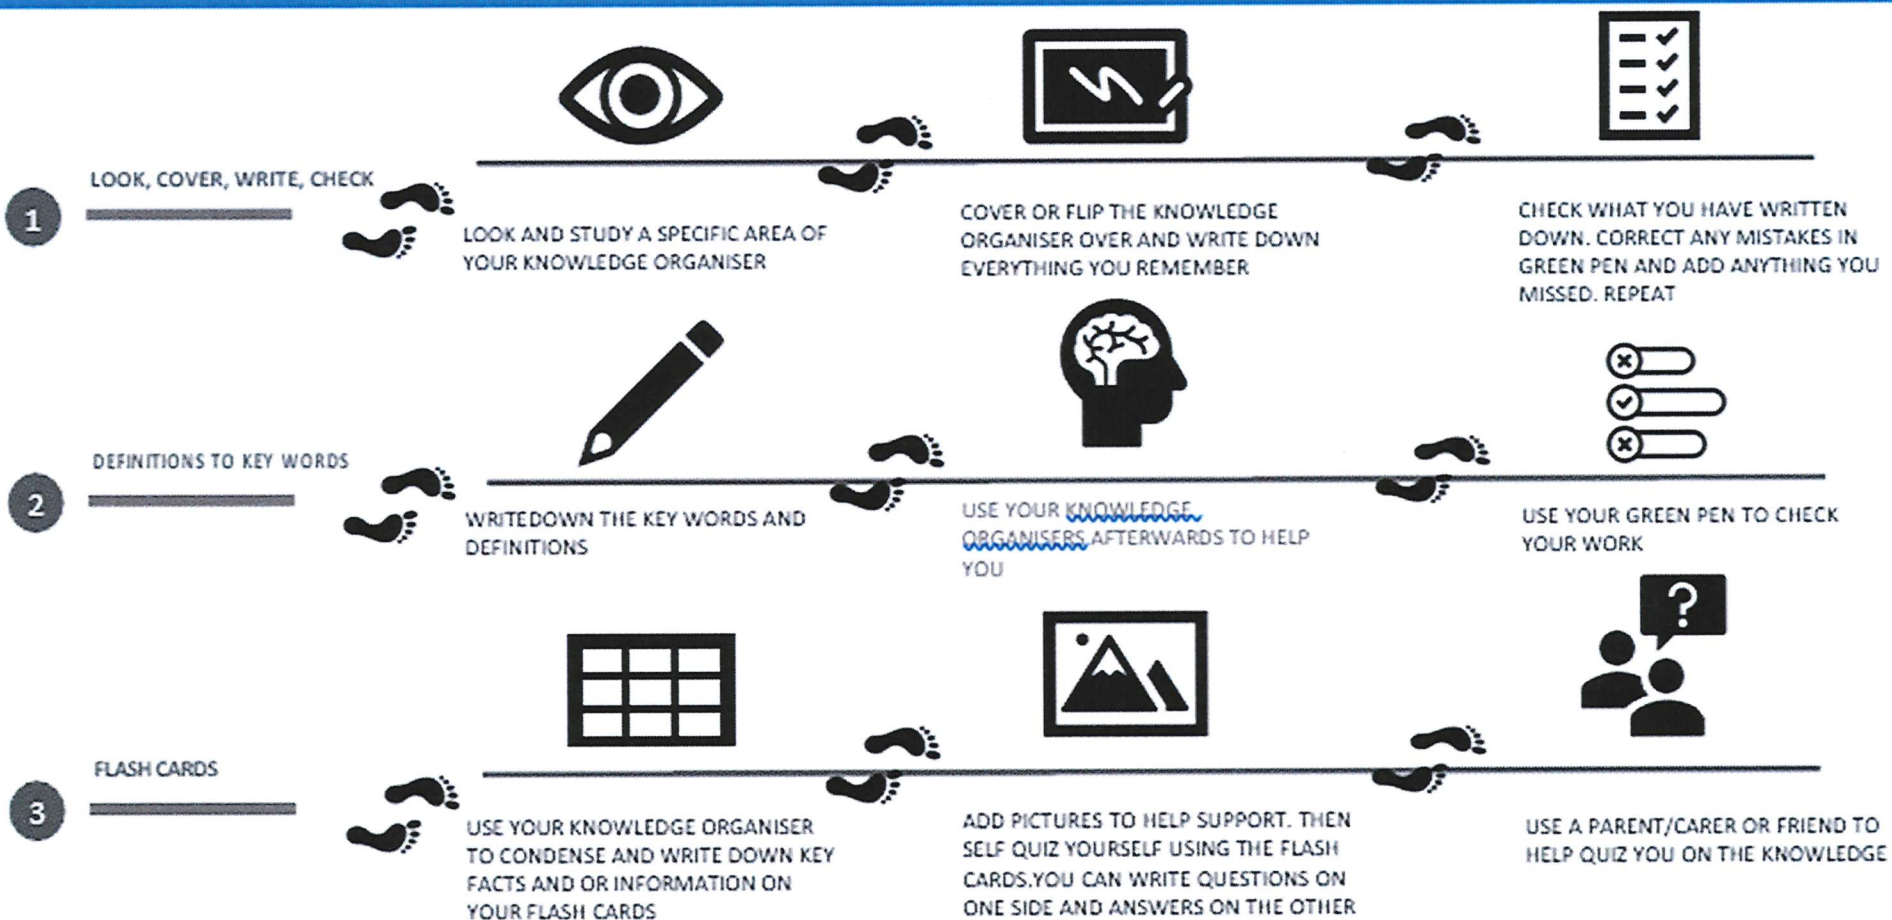 1
LOOK, COVER, WRITE, CHECK
LOOK AND STUDY A SPECIFIC AREA OF
YOUR KNOWLEDGE ORGANISER
COVER OR FLIP THE KNOWLEDGE
ORGANISER OVER AND WRITE DOWN
EVERYTHING YOU REMEMBER
CHECK WHAT YOU HAVE WRITTEN
DOWN. CORRECT ANY MISTAKES IN
GREEN PEN AND ADD ANYTHING YOU
MISSED. REPEAT
2
DEFINITIONS TO KEY WORDS
WRITEDOWN THE KEY WORDS AND
DEFINITIONS
USE YOUR KNOWLEDGE
ORGANISERS AFTERWARDS TO HELP
YOU
USE YOUR GREEN PEN TO CHECK
YOUR WORK
?
3
FLASH CARDS
USE YOUR KNOWLEDGE ORGANISER
TO CONDENSE AND WRITE DOWN KEY
FACTS AND OR INFORMATION ON
YOUR FLASH CARDS
ADD PICTURES TO HELP SUPPORT. THEN
SELF QUIZ YOURSELF USING THE FLASH
CARDS.YOU CAN WRITE QUESTIONS ON
ONE SIDE AND ANSWERS ON THE OTHER
USE A PARENT/CARER OR FRIEND TO
HELP QUIZ YOU ON THE KNOWLEDGE